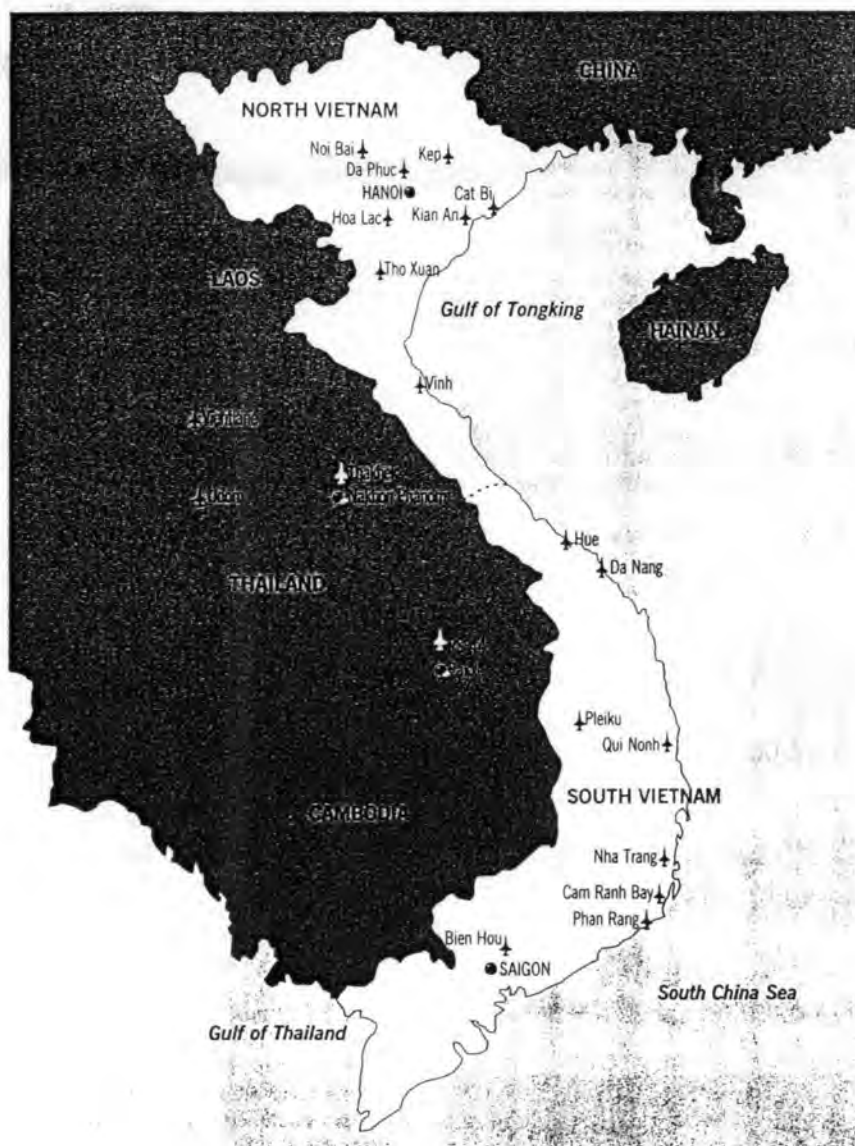 CHINA
NORTH VIETNAM
Noi Bai
Kep
Da Phuc
HANOI
Cat Bi
Hoa Lac
Kian An
Tho Xuan
LAOS
Gulf of Tongking
HAINAN
Vinh
Vientiane
Thakhek
Udorn
Nakhon Phanom
Hue
Da Nang
THAILAND
Pleiku
Qui Nonh
SOUTH VIETNAM
CAMBODIA
Nha Trang
Cam Ranh Bay
Phan Rang
Bien Hou
SAIGON
South China Sea
Gulf of Thailand